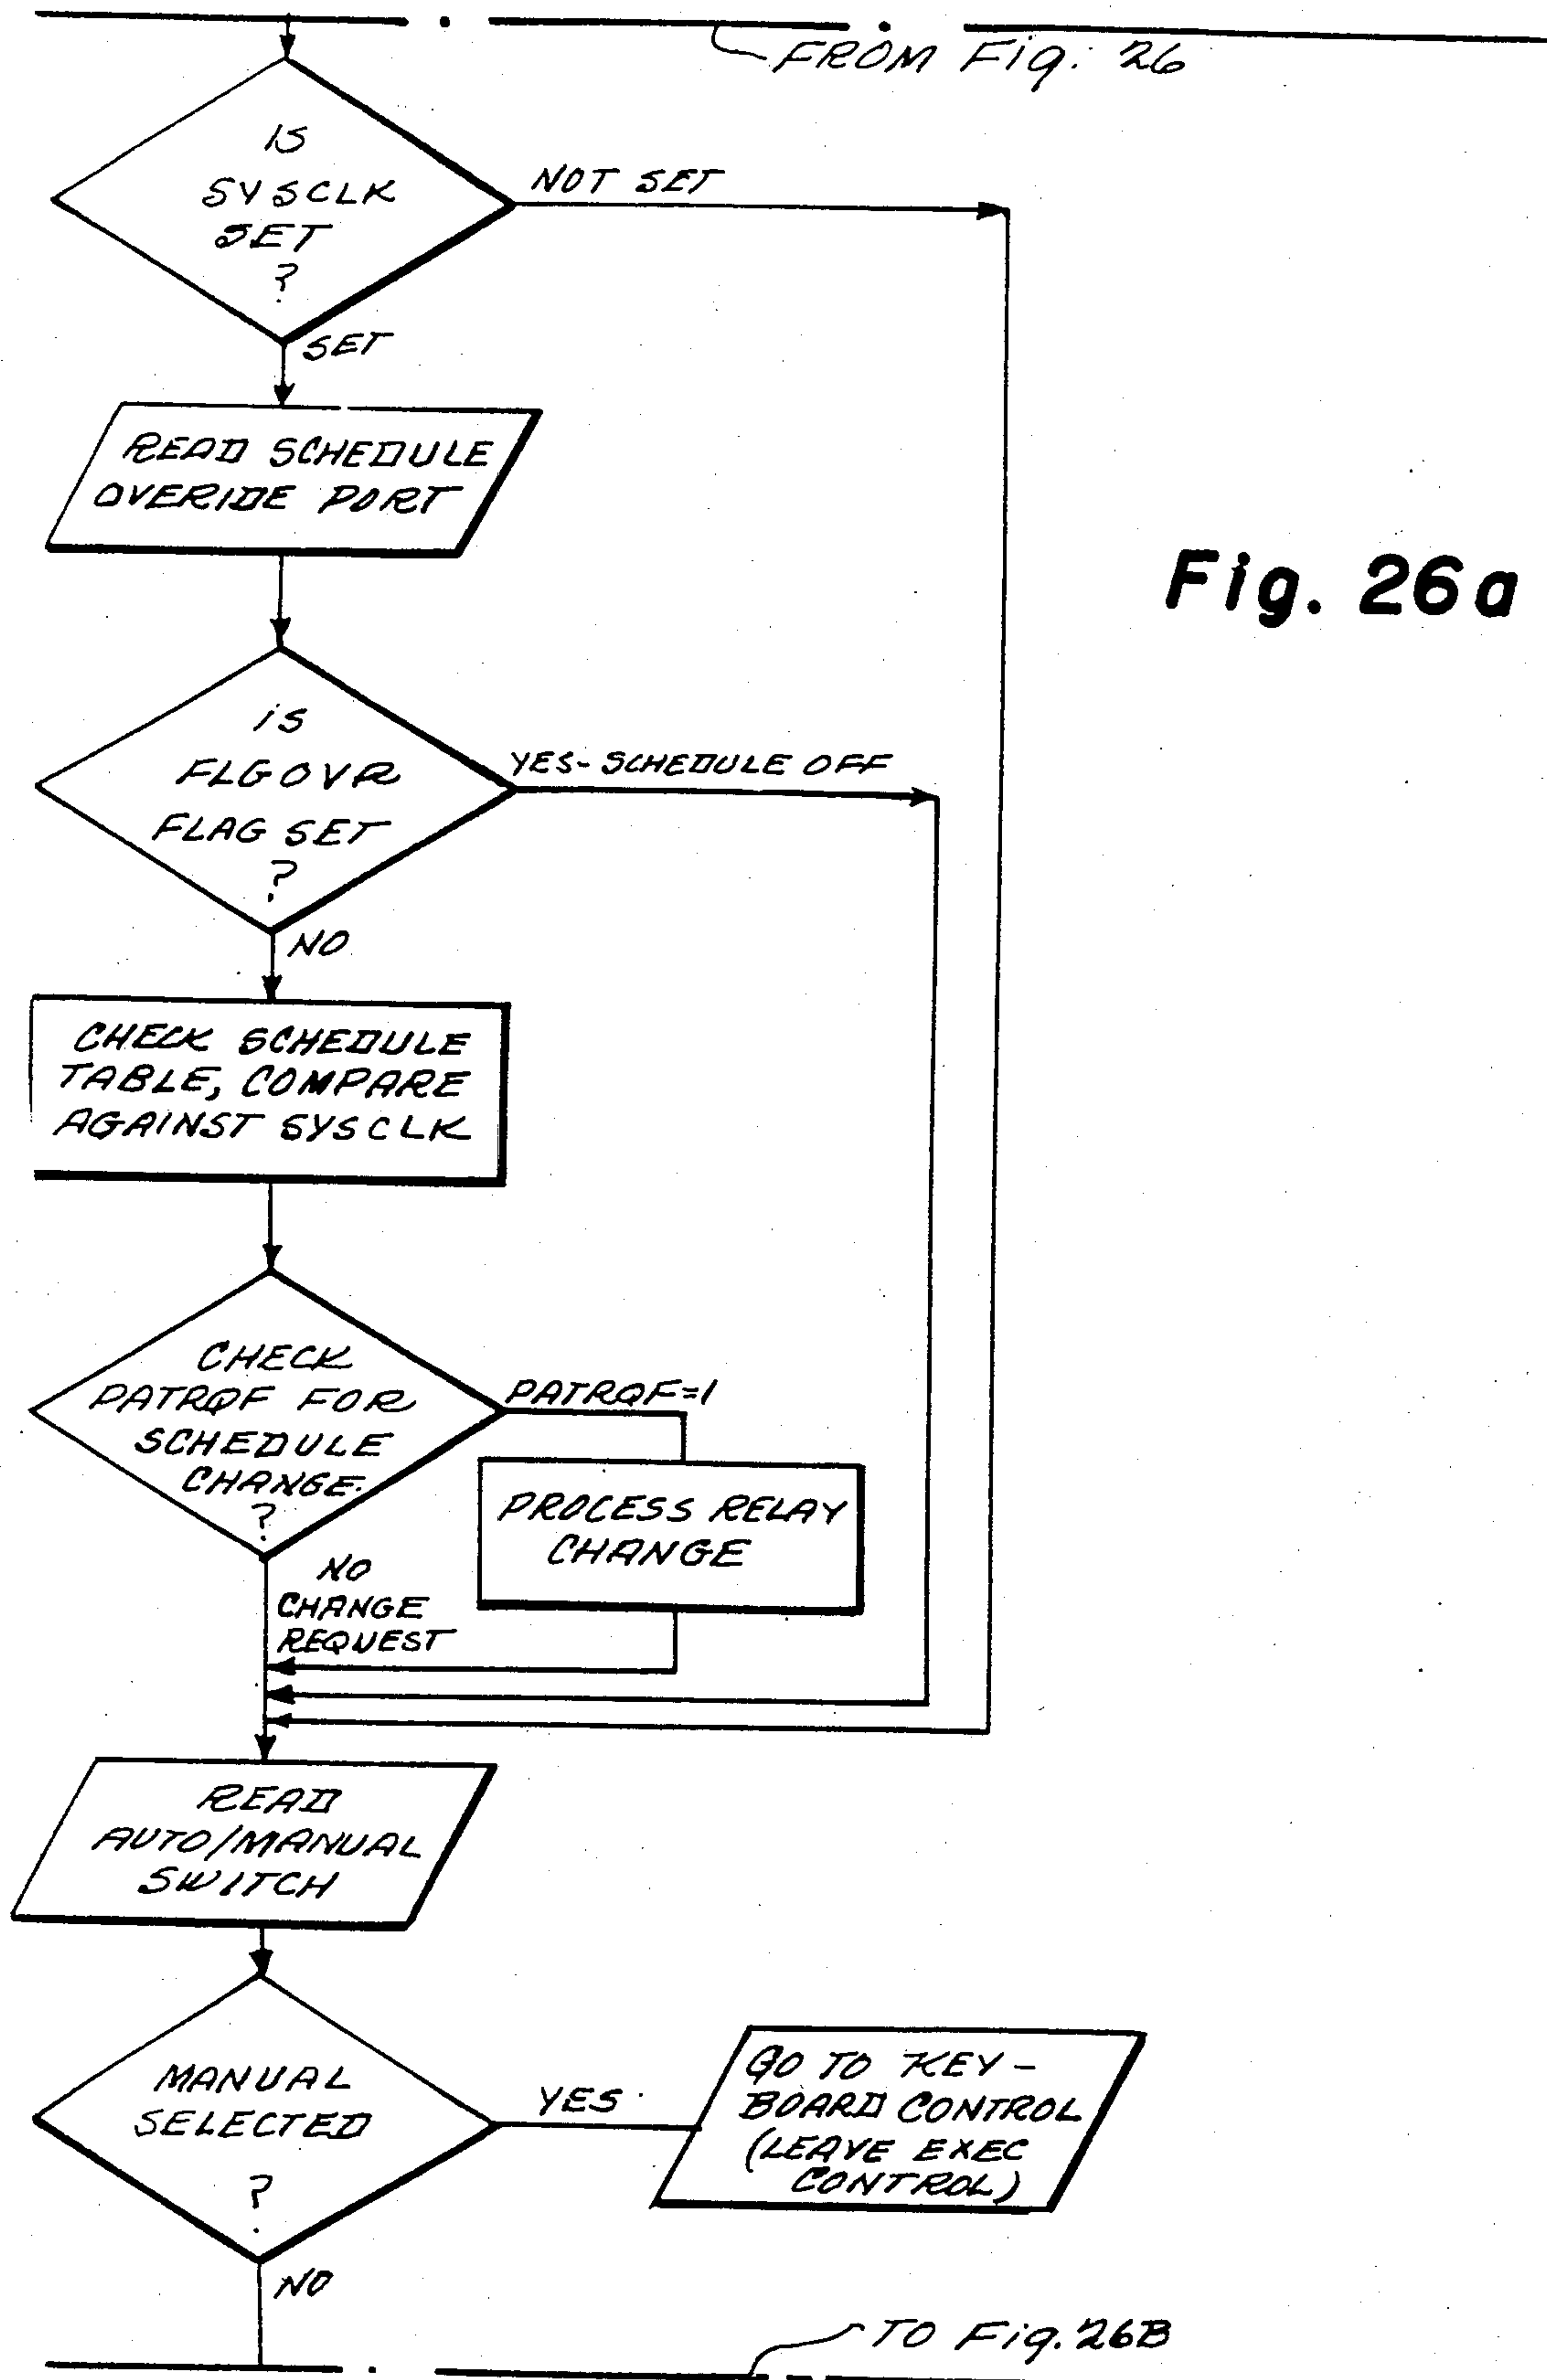 FROM Fig. 26
IS
SYSCLK
SET
?
NOT SET
SET
READ SCHEDULE
OVERIDE PORT
Fig. 26a
is
FLGOVR
FLAG SET
?
YES-SCHEDULE OFF
NO
CHECK SCHEDULE
TABLE, COMPARE
AGAINST SYSCLK
CHECK
PATRQF FOR
SCHEDULE
CHANGE.
?
PATRQF=1
PROCESS RELAY
CHANGE
NO
CHANGE
REQUEST
READ
AUTO/MANUAL
SWITCH
MANUAL
SELECTED
?
YES
GO TO KEY-
BOARD CONTROL
(LEAVE EXEC
CONTROL)
NO
TO Fig. 26B